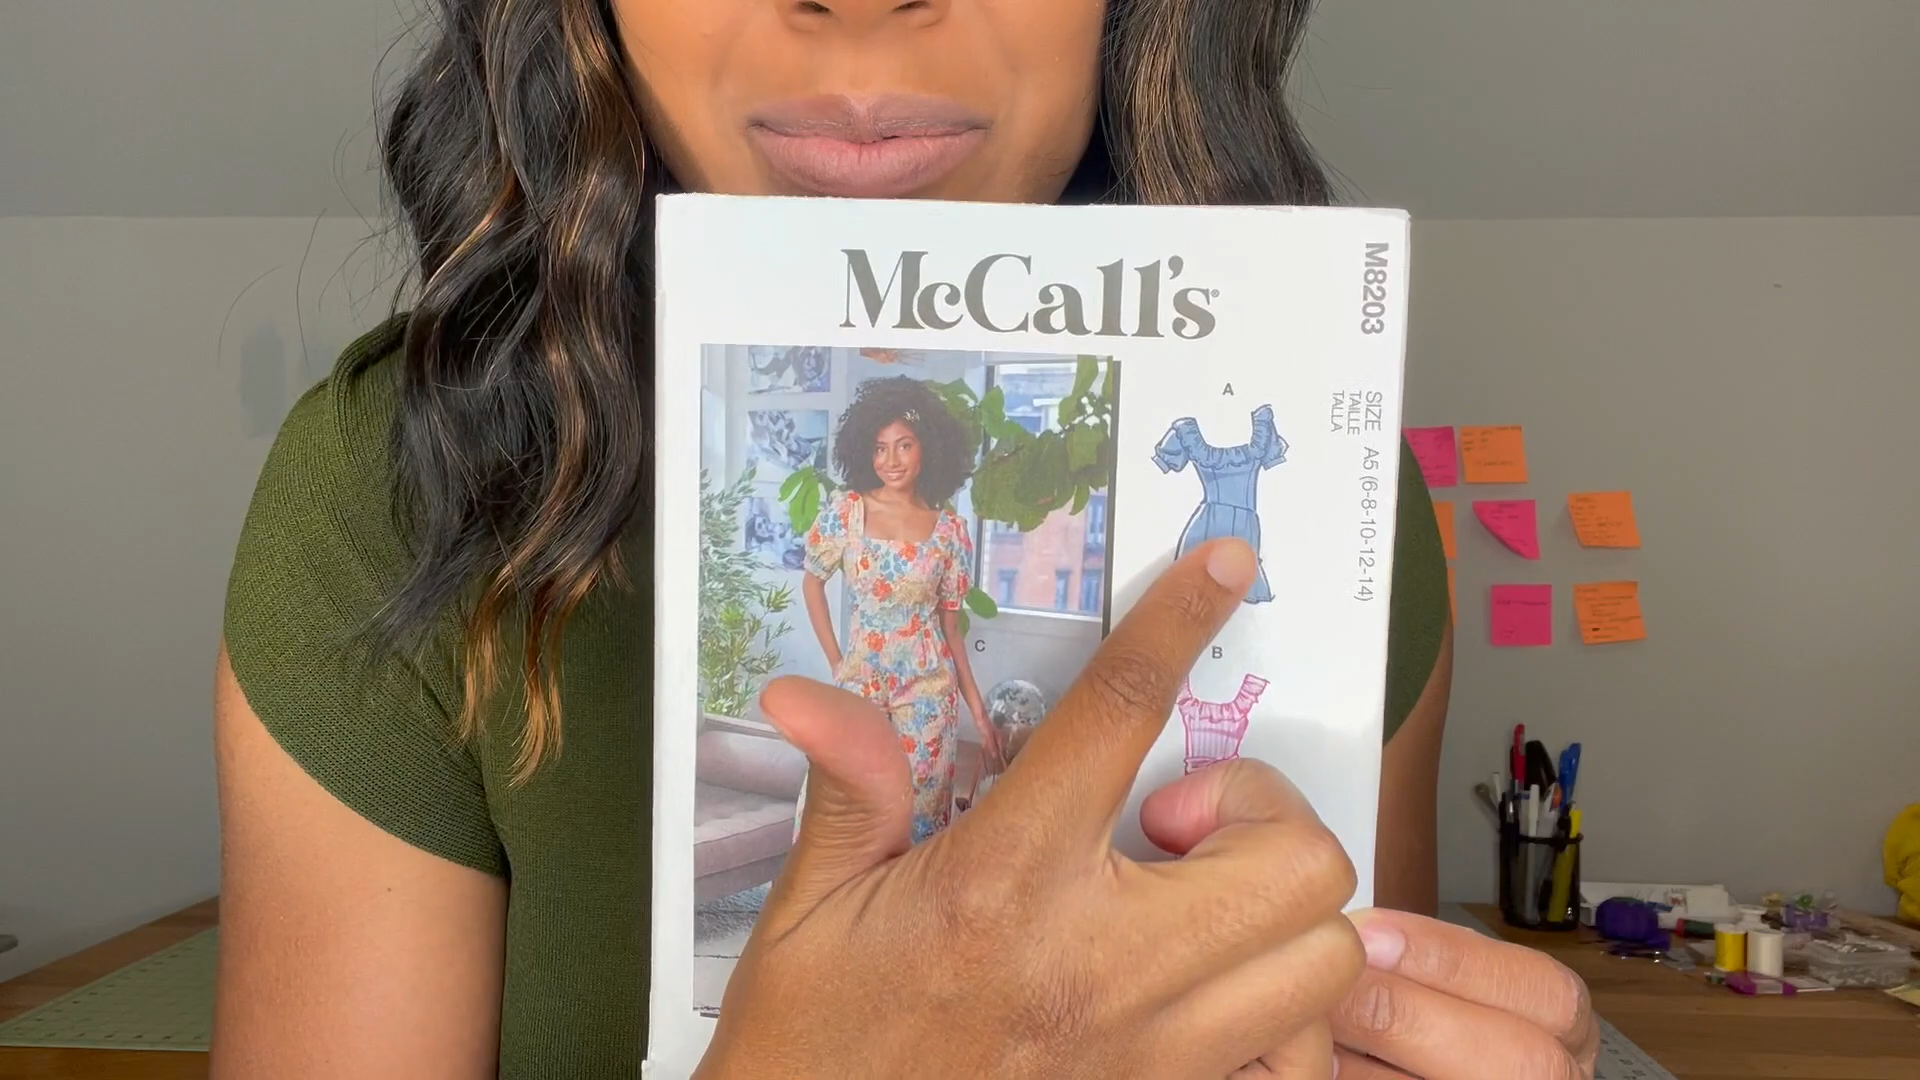 McCall's®
M8203
SIZE A5 (6-8-10-12-14)
TAILLE
TALLA
A
C
B